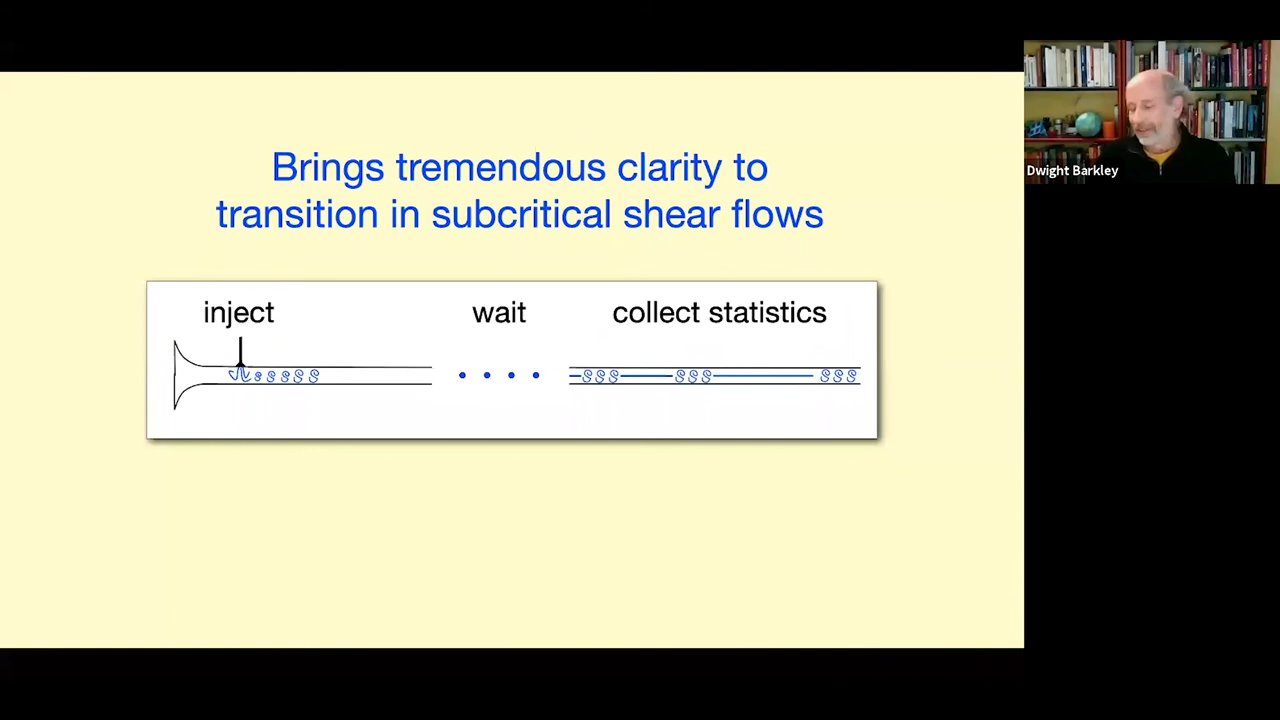 Brings tremendous clarity to
transition in subcritical shear flows
inject
wait
collect statistics
Dwight Barkley